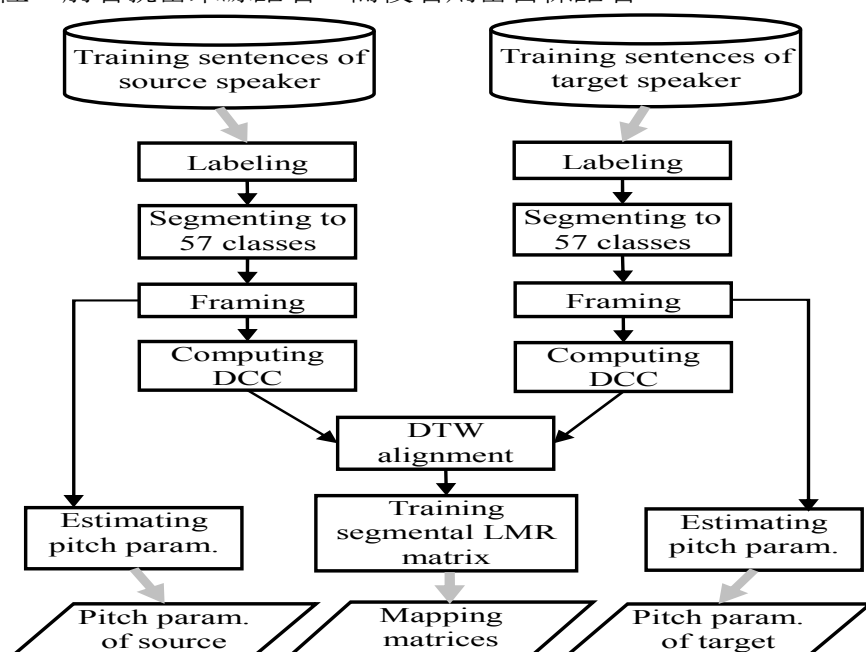 Training sentences of
source speaker
Training sentences of
target speaker
Labeling
Labeling
Segmenting to
57 classes
Segmenting to
57 classes
Framing
Framing
Computing
DCC
Computing
DCC
DTW
alignment
Estimating
pitch param.
Training
segmental LMR
matrix
Estimating
pitch param.
Pitch param.
of source
Mapping
matrices
Pitch param.
of target